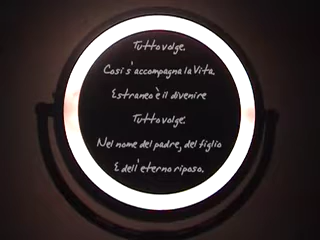 Tutto volge.
Così s'accompagna la Vita.
Estraneo è il divenire
Tutto volge.
Nel nome del padre, del figlio
E dell'eterno riposo.